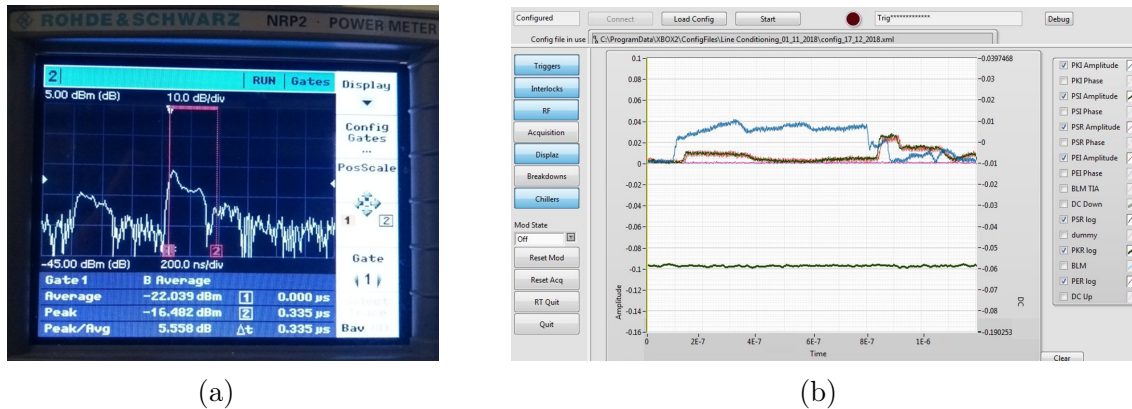 ROHDE & SCHWARZ NRP2 · POWER METER
2 RUN Gates Display
5.00 dBm (dB) 10.0 dB/div
Config
Gates
...
PosScale
1 2
-45.00 dBm (dB) 200.0 ns/div
Gate
Gate 1 B Average
1
Average -22.039 dBm 1 0.000 µs
Peak -16.482 dBm 2 0.335 µs
Peak/Avg 5.558 dB Δt 0.335 µs Bav
(a)
Configured Connect Load Config Start Trig************* Debug
Config file in use C:\ProgramData\XBOX2\ConfigFiles\Line Conditioning_01_11_2018\config_17_12_2018.xml
Triggers
Interlocks
RF
Acquisition
Displaz
Breakdowns
Chillers
Mod State
Off
Reset Mod
Reset Acq
RT Quit
Quit
0.1
0.08
0.06
0.04
0.02
0
-0.02
-0.04
-0.06
-0.08
-0.1
-0.12
-0.14
-0.16
Amplitude
0 2E-7 4E-7 6E-7 8E-7 1E-6
Time
-0.0397468
-0.03
-0.02
-0.01
-0
--0.01
--0.02
--0.03
--0.04
--0.05
--0.06
--0.07
--0.08
--0.190253
DC
PKI Amplitude
PKI Phase
PSI Amplitude
PSI Phase
PSR Amplitude
PSR Phase
PEI Amplitude
PEI Phase
BLM TIA
DC Down
PSR log
dummy
PKR log
BLM
PER log
DC Up
Clear
(b)